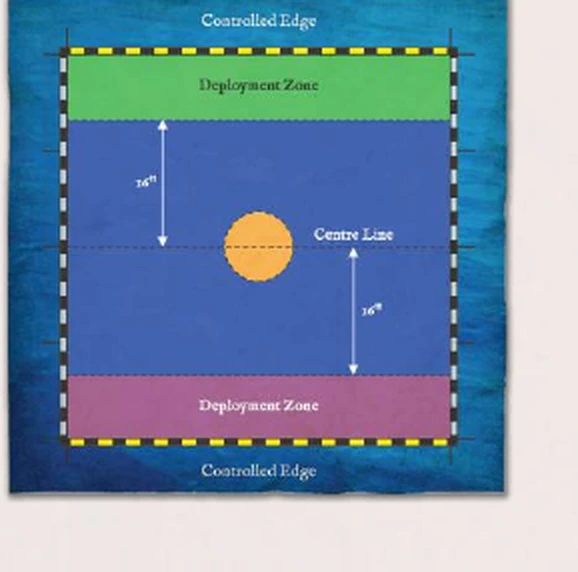 Controlled Edge
Deployment Zone
16"
Centre Line
16"
Deployment Zone
Controlled Edge